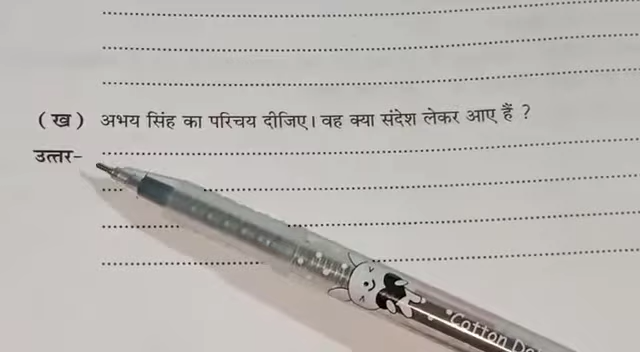 (ख) अभय सिंह का परिचय दीजिए। वह क्या संदेश लेकर आए हैं ?
उत्तर-
Cotton